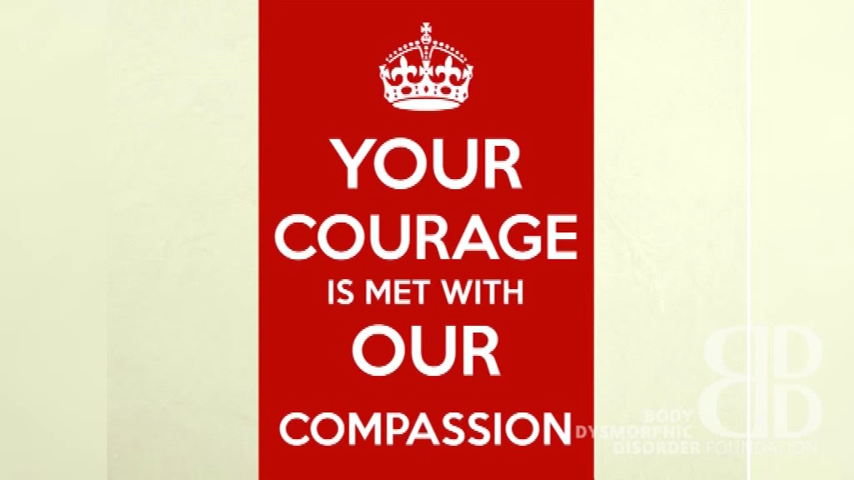 YOUR
COURAGE
IS MET WITH
OUR
COMPASSION
BODY
DYSMORPHIC
DISORDER FOUNDATION